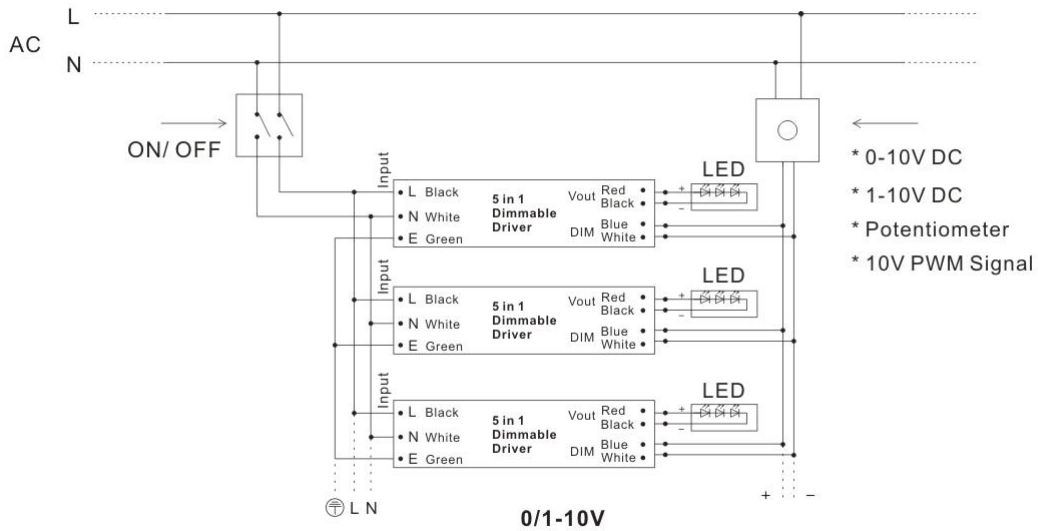 L
AC
N
ON/ OFF
* 0-10V DC
* 1-10V DC
* Potentiometer
* 10V PWM Signal
Input
L Black
N White
E Green
5 in 1
Dimmable
Driver
Vout Red
Black
DIM Blue
White
LED
+
−
Input
L Black
N White
E Green
5 in 1
Dimmable
Driver
Vout Red
Black
DIM Blue
White
LED
+
−
Input
L Black
N White
E Green
5 in 1
Dimmable
Driver
Vout Red
Black
DIM Blue
White
LED
+
−
L N
+ −
0/1-10V